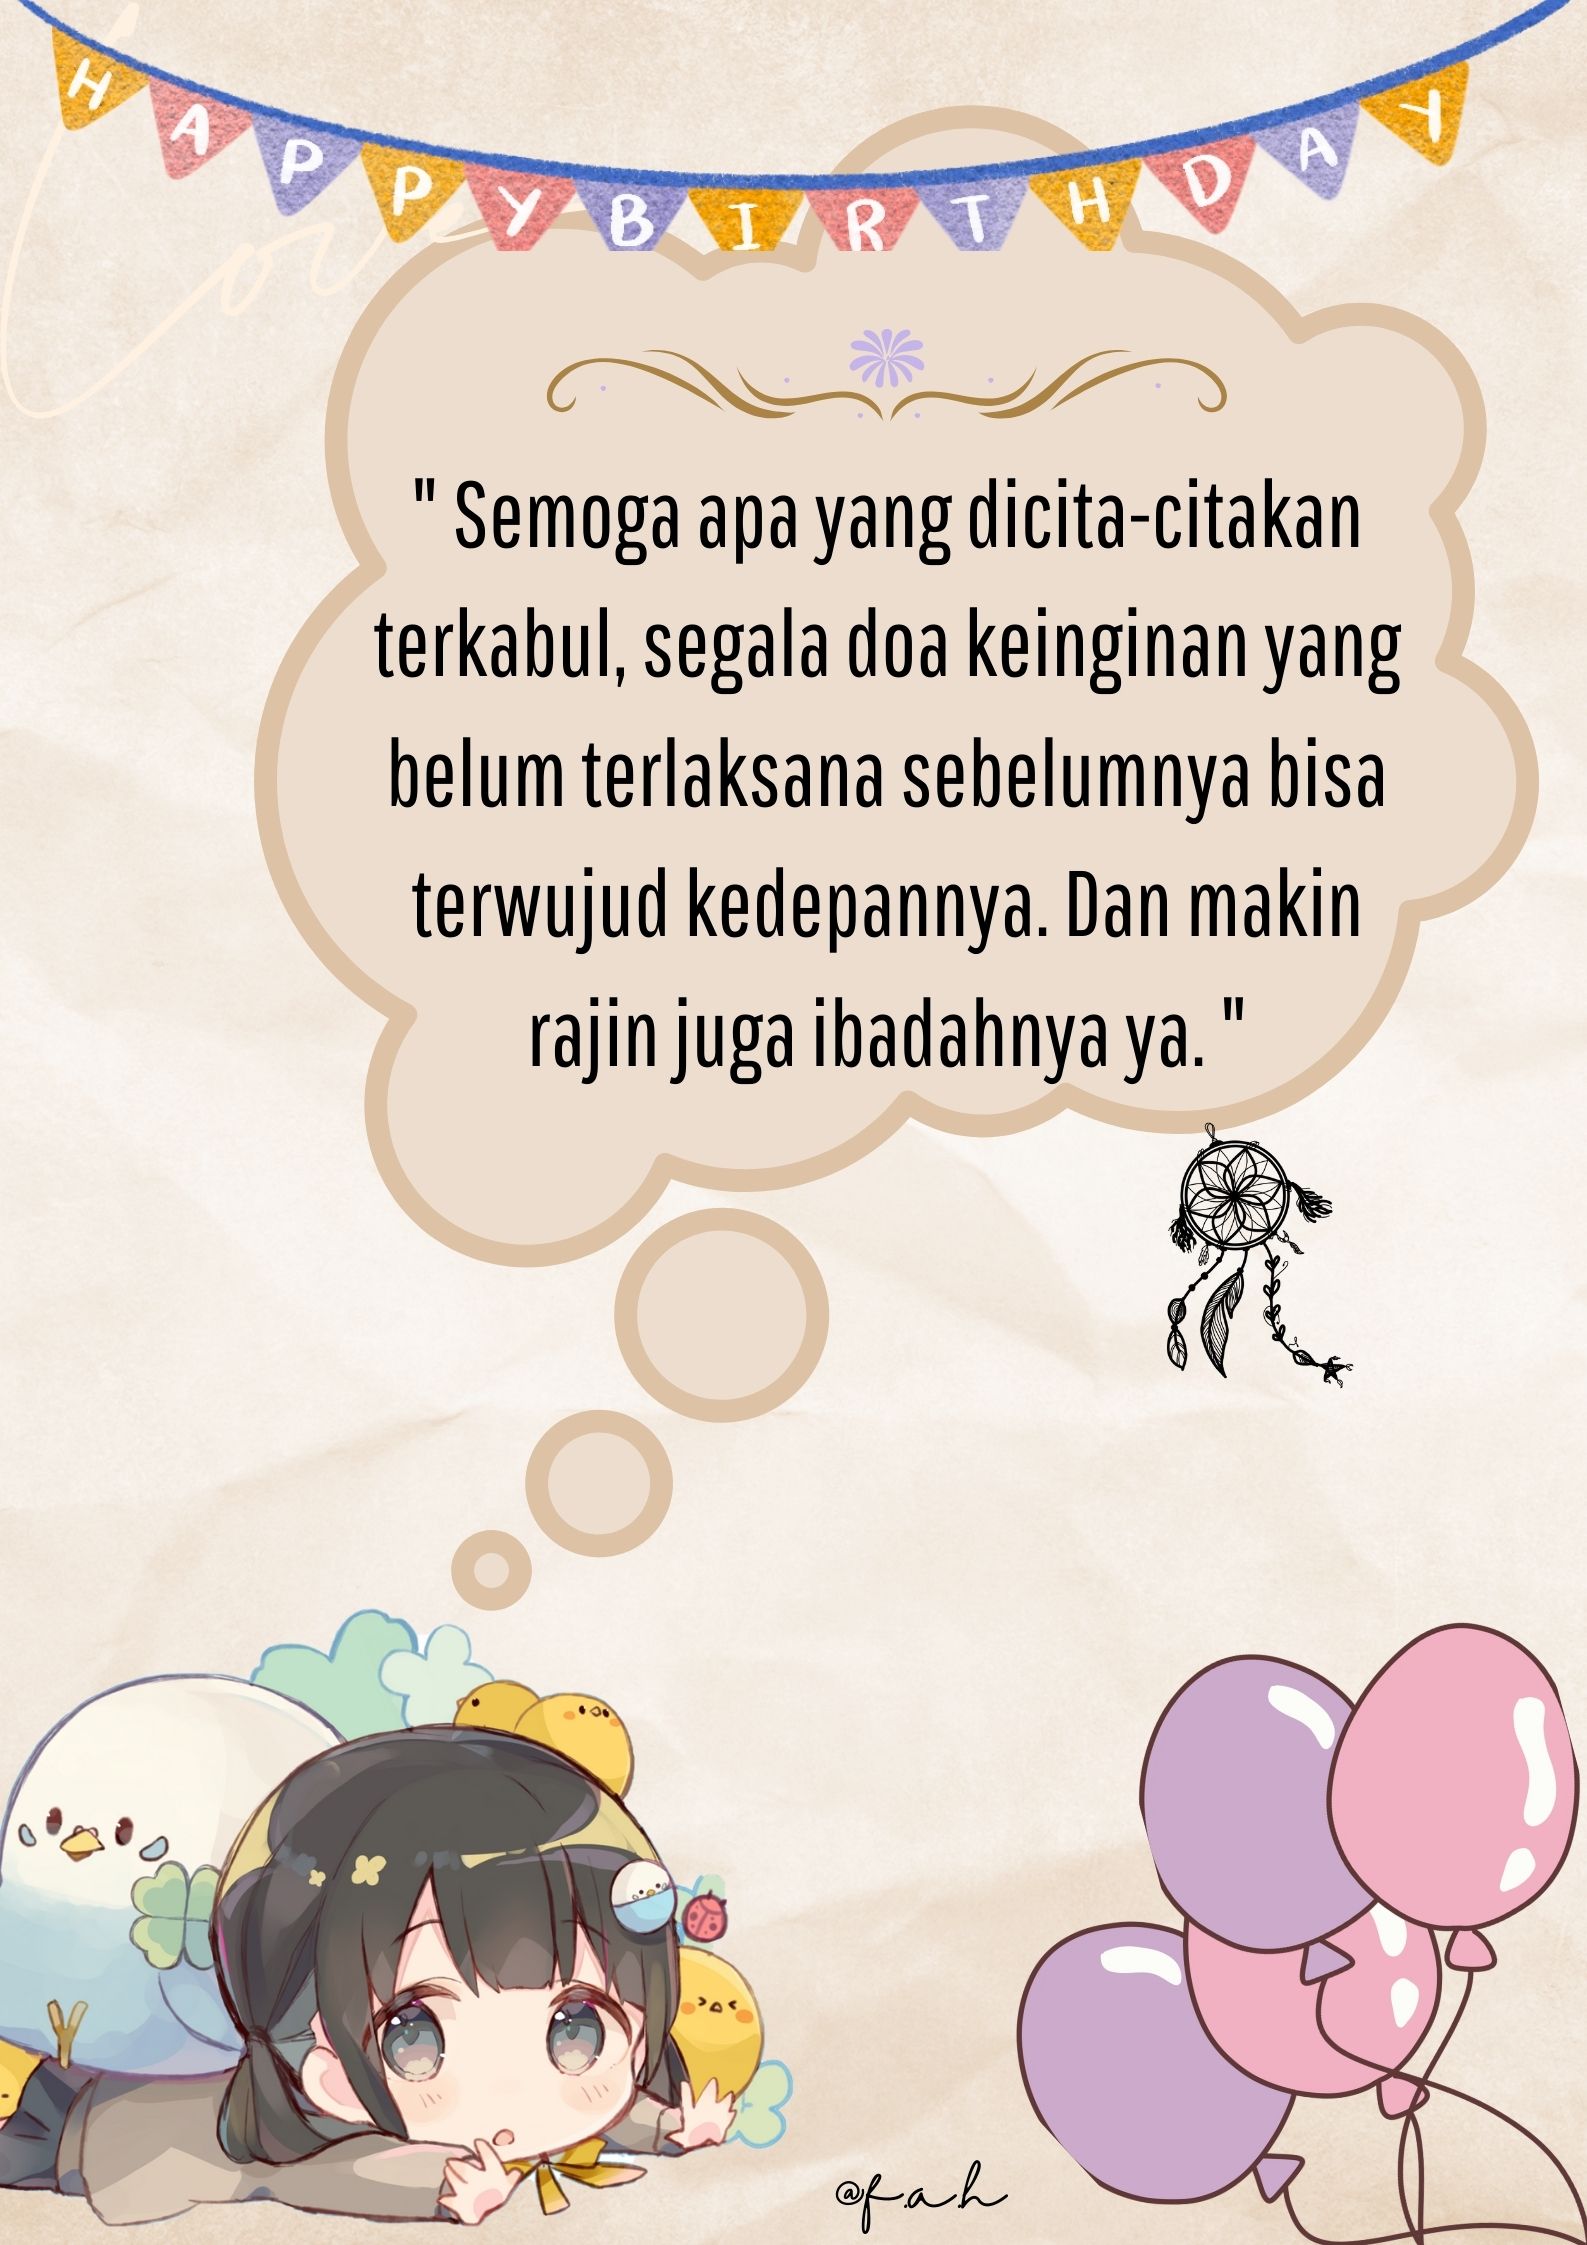 HAPPY BIRTHDAY
Love
" Semoga apa yang dicita-citakan
terkabul, segala doa keinginan yang
belum terlaksana sebelumnya bisa
terwujud kedepannya. Dan makin
rajin juga ibadahnya ya. "
@f.a.h